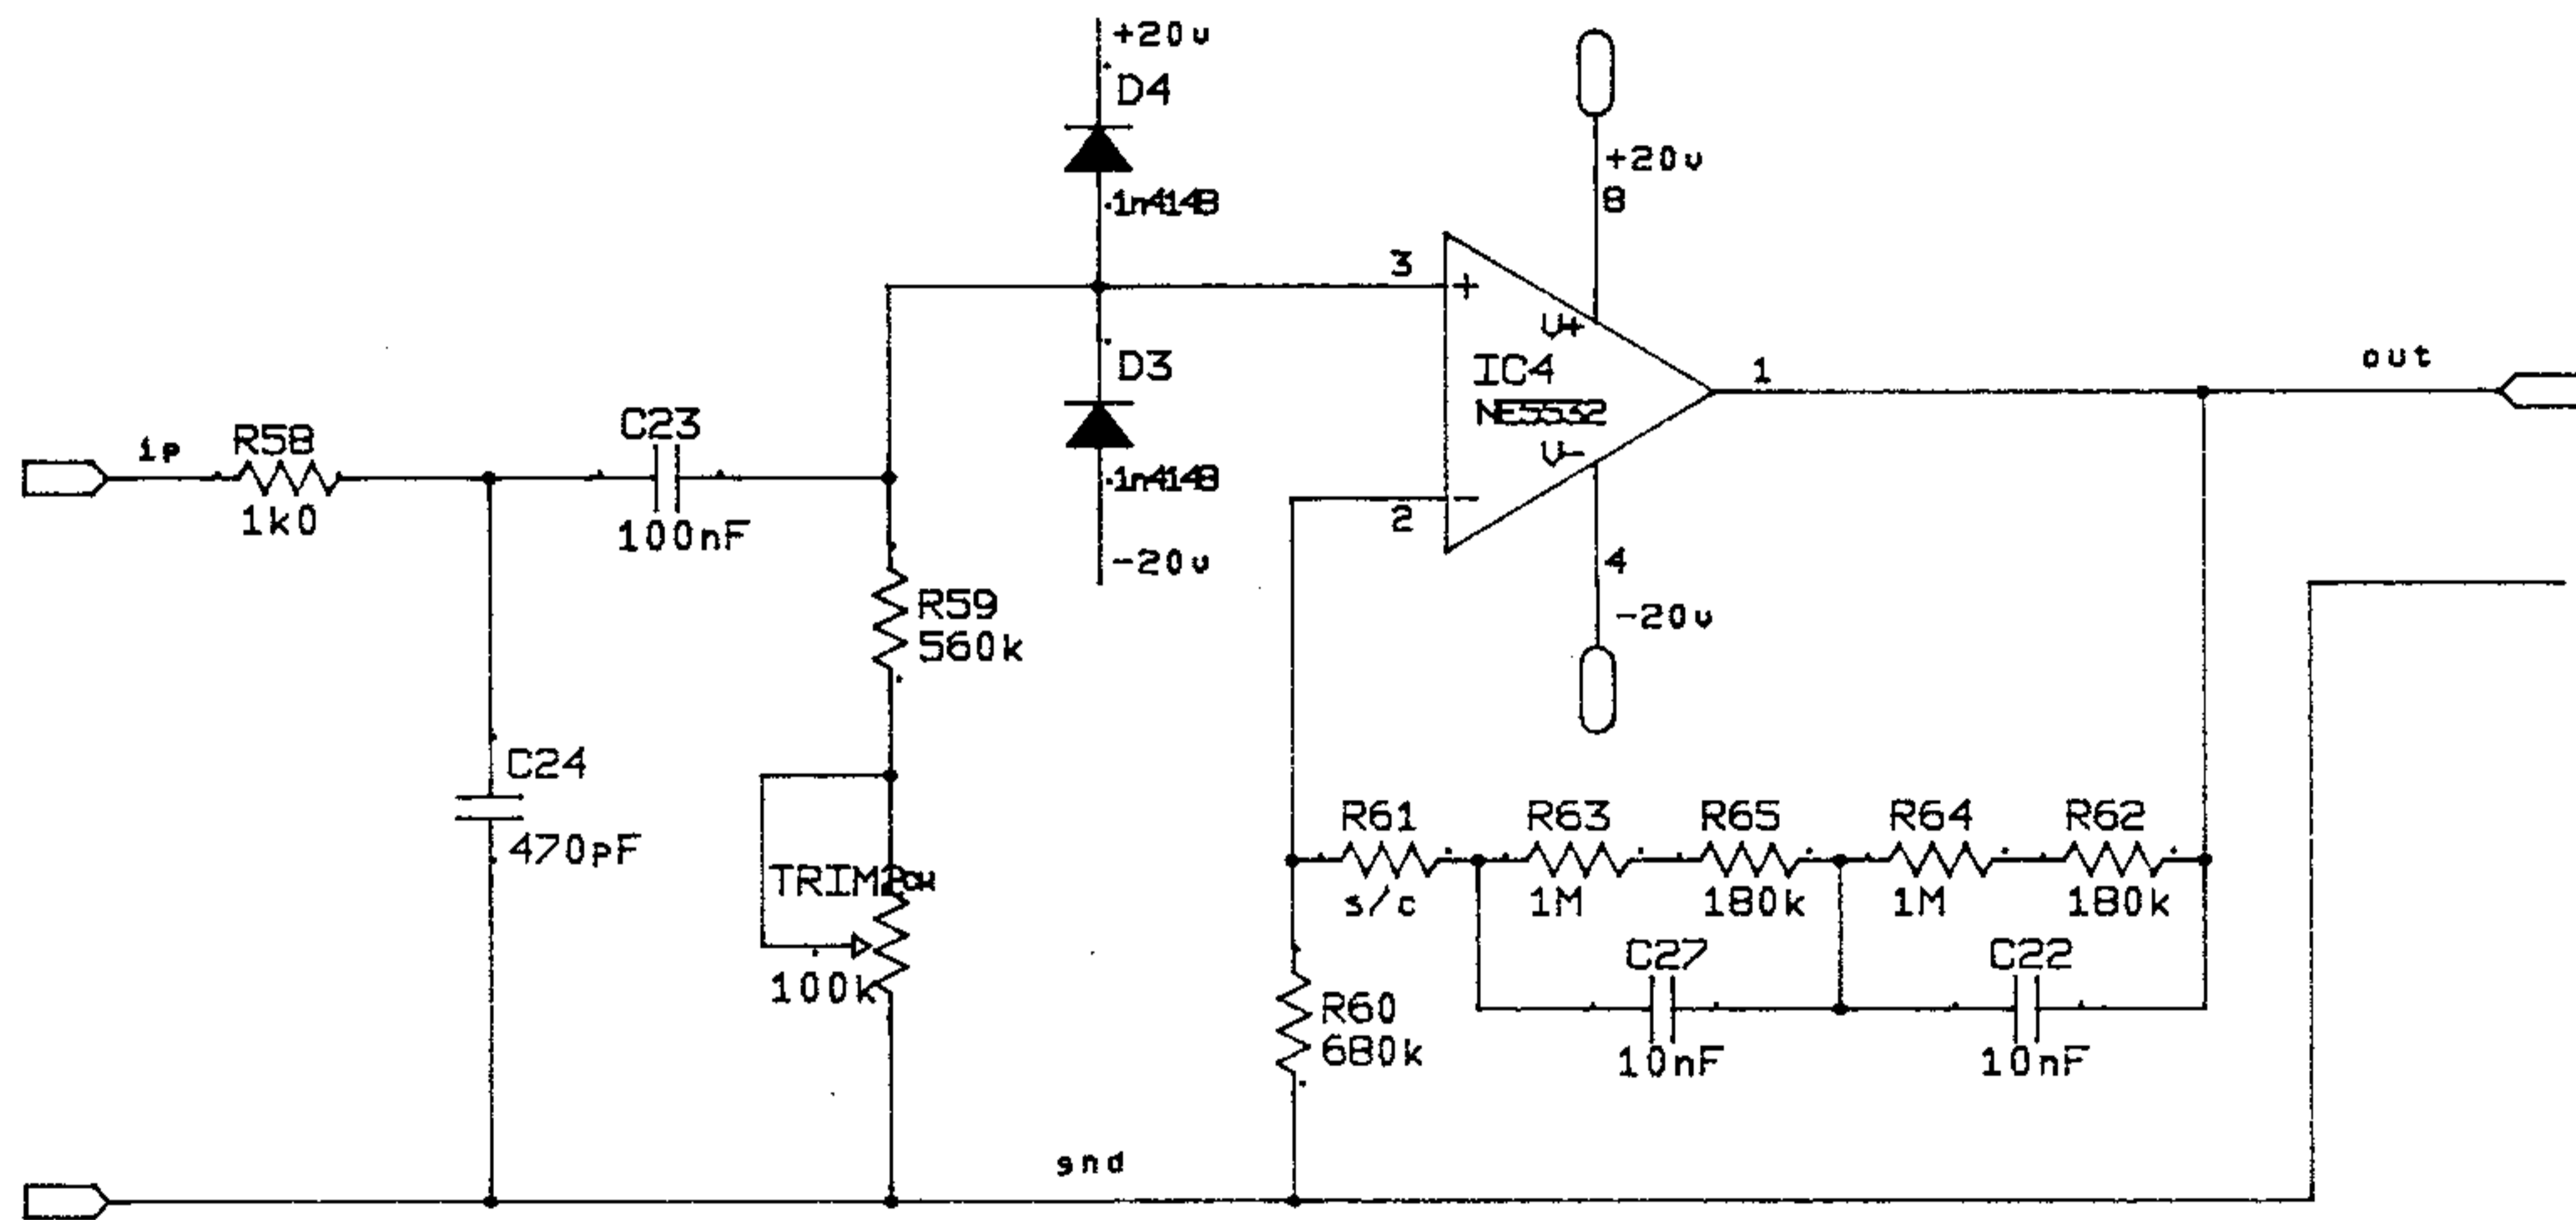 +20v
D4
1n4148
+20v
8
3
+
V+
D3
IC4
NE5532
1
out
V-
ip
R58
1k0
C23
100nF
1n4148
-20v
2
-
4
-20v
R59
560k
C24
470pF
TRIM2
cw
100k
R61
s/c
R63
1M
R65
180k
R64
1M
R62
180k
C27
10nF
C22
10nF
R60
680k
gnd